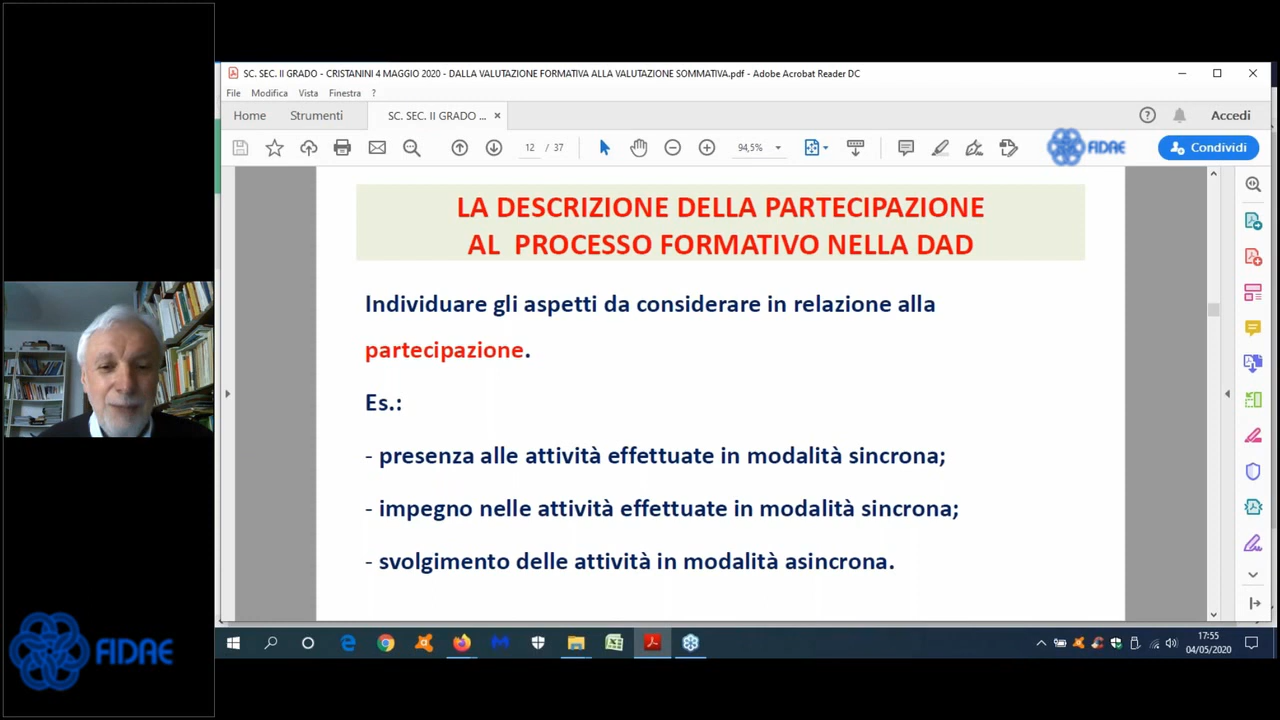 SC. SEC. II GRADO - CRISTANINI 4 MAGGIO 2020 - DALLA VALUTAZIONE FORMATIVA ALLA VALUTAZIONE SOMMATIVA.pdf - Adobe Acrobat Reader DC
File Modifica Vista Finestra ?
Home Strumenti SC. SEC. II GRADO ... × Accedi
12 / 37 94,5% FIDAE Condividi
LA DESCRIZIONE DELLA PARTECIPAZIONE
AL PROCESSO FORMATIVO NELLA DAD
Individuare gli aspetti da considerare in relazione alla
partecipazione.
Es.:
- presenza alle attività effettuate in modalità sincrona;
- impegno nelle attività effettuate in modalità sincrona;
- svolgimento delle attività in modalità asincrona.
FIDAE
17:55
04/05/2020